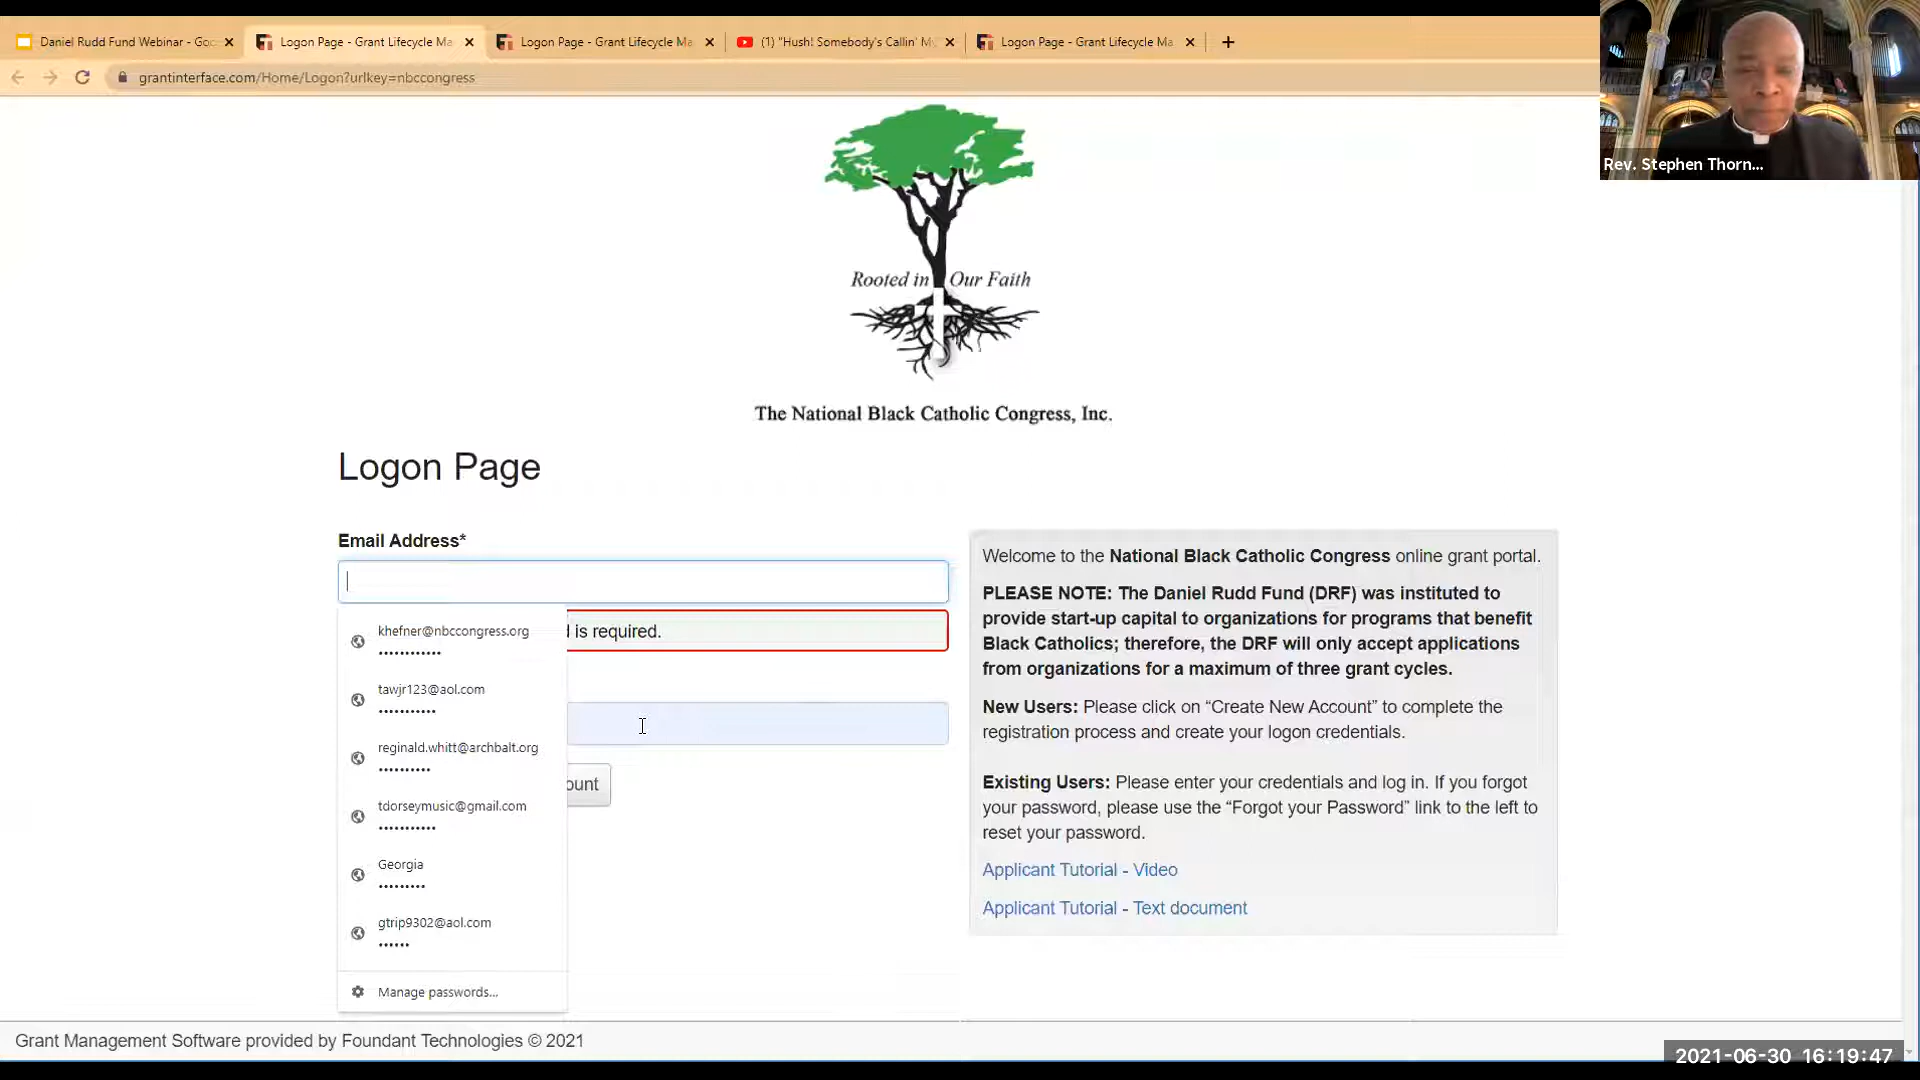 Daniel Rudd Fund Webinar - Goo
Logon Page - Grant Lifecycle Ma
Logon Page - Grant Lifecycle Ma
(1) "Hush! Somebody's Callin' M
Logon Page - Grant Lifecycle Ma
grantinterface.com/Home/Logon?urlkey=nbccongress
Rev. Stephen Thorn...
Rooted in Our Faith
The National Black Catholic Congress, Inc.
Logon Page
Email Address*
khefner@nbccongress.org
is required.
tawjr123@aol.com
reginald.whitt@archbalt.org
ount
tdorseymusic@gmail.com
Georgia
gtrip9302@aol.com
Manage passwords...
Welcome to the National Black Catholic Congress online grant portal.
PLEASE NOTE: The Daniel Rudd Fund (DRF) was instituted to
provide start-up capital to organizations for programs that benefit
Black Catholics; therefore, the DRF will only accept applications
from organizations for a maximum of three grant cycles.
New Users: Please click on “Create New Account” to complete the
registration process and create your logon credentials.
Existing Users: Please enter your credentials and log in. If you forgot
your password, please use the “Forgot your Password” link to the left to
reset your password.
Applicant Tutorial - Video
Applicant Tutorial - Text document
Grant Management Software provided by Foundant Technologies © 2021
2021-06-30 16:19:47